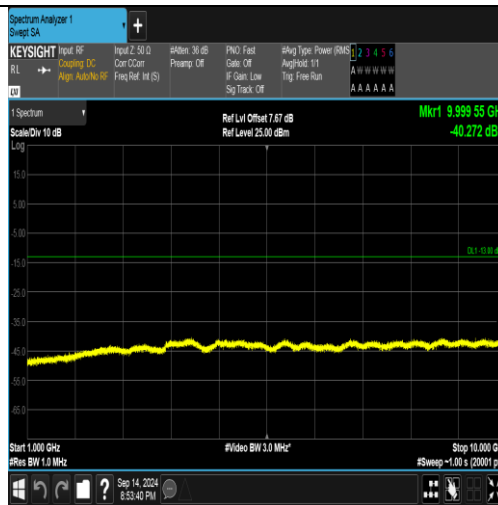 Spectrum Analyzer 1
Swept SA
+
KEYSIGHT
RL
Input: RF
Coupling: DC
Align: Auto/No RF
Input Z: 50 Ω
Corr CCorr
Freq Ref: Int (S)
#Atten: 36 dB
Preamp: Off
PNO: Fast
Gate: Off
IF Gain: Low
Sig Track: Off
#Avg Type: Power (RMS
Avg|Hold: 1/1
Trig: Free Run
1 2 3 4 5 6
A W W W W W
A A A A A A
LXI
1 Spectrum
Scale/Div 10 dB
Ref Lvl Offset 7.67 dB
Ref Level 25.00 dBm
Mkr1 9.999 55 GH
-40.272 dB
Log
15.0
5.00
-5.00
-15.0
-25.0
-35.0
-45.0
-55.0
-65.0
DL1 -13.00 d
Start 1.000 GHz
#Res BW 1.0 MHz
#Video BW 3.0 MHz*
Stop 10.000 G
#Sweep ~1.00 s (20001 p
?
Sep 14, 2024
8:53:40 PM